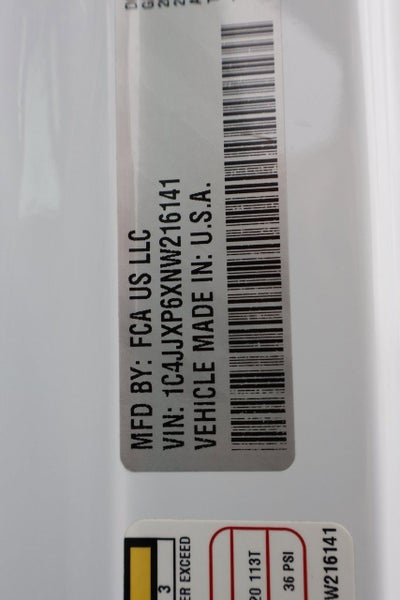 MFD BY: FCA US LLC
VIN: 1C4JJXP6XNW216141
VEHICLE MADE IN: U.S.A.
3
ER EXCEED
20 113T
36 PSI
W216141